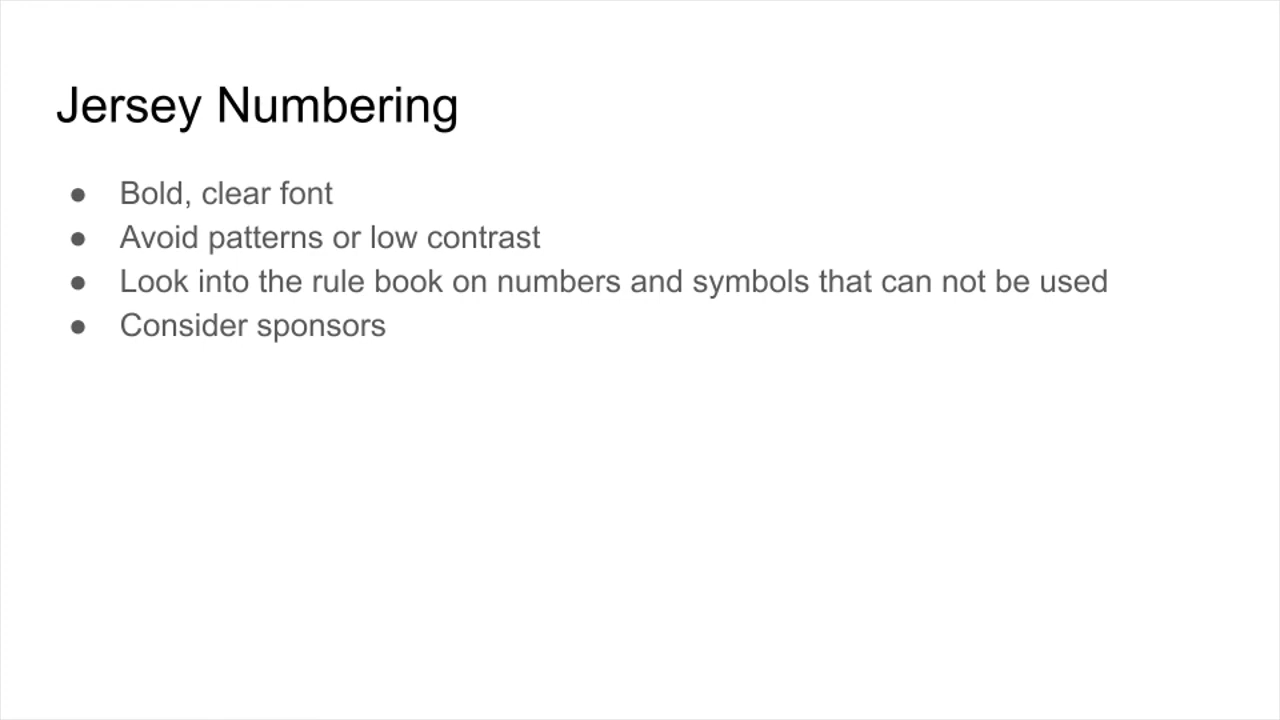 Jersey Numbering
● Bold, clear font
● Avoid patterns or low contrast
● Look into the rule book on numbers and symbols that can not be used
● Consider sponsors